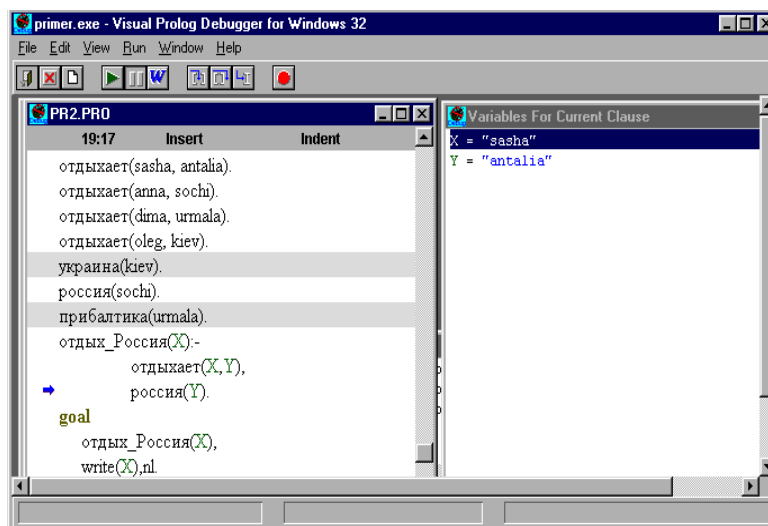 primer.exe - Visual Prolog Debugger for Windows 32
File Edit View Run Window Help
W
PR2.PRO
19:17 Insert Indent
отдыхает(sasha, antalia).
отдыхает(anna, sochi).
отдыхает(dima, urmala).
отдыхает(oleg, kiev).
украина(kiev).
россия(sochi).
прибалтика(urmala).
отдых_Россия(X):-
отдыхает(X,Y),
россия(Y).
goal
отдых_Россия(X),
write(X),nl.
Variables For Current Clause
X = "sasha"
Y = "antalia"